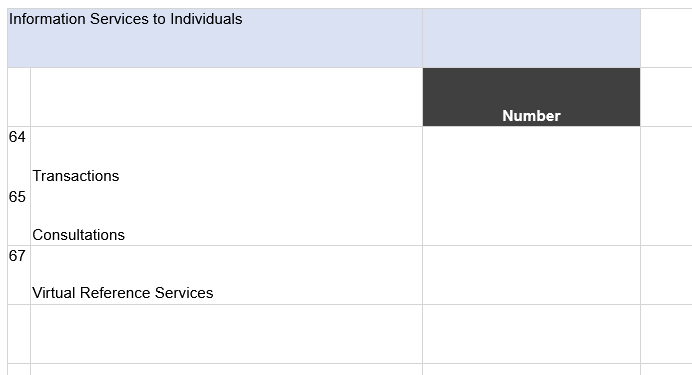 Information Services to Individuals
Number
64
Transactions
65
Consultations
67
Virtual Reference Services